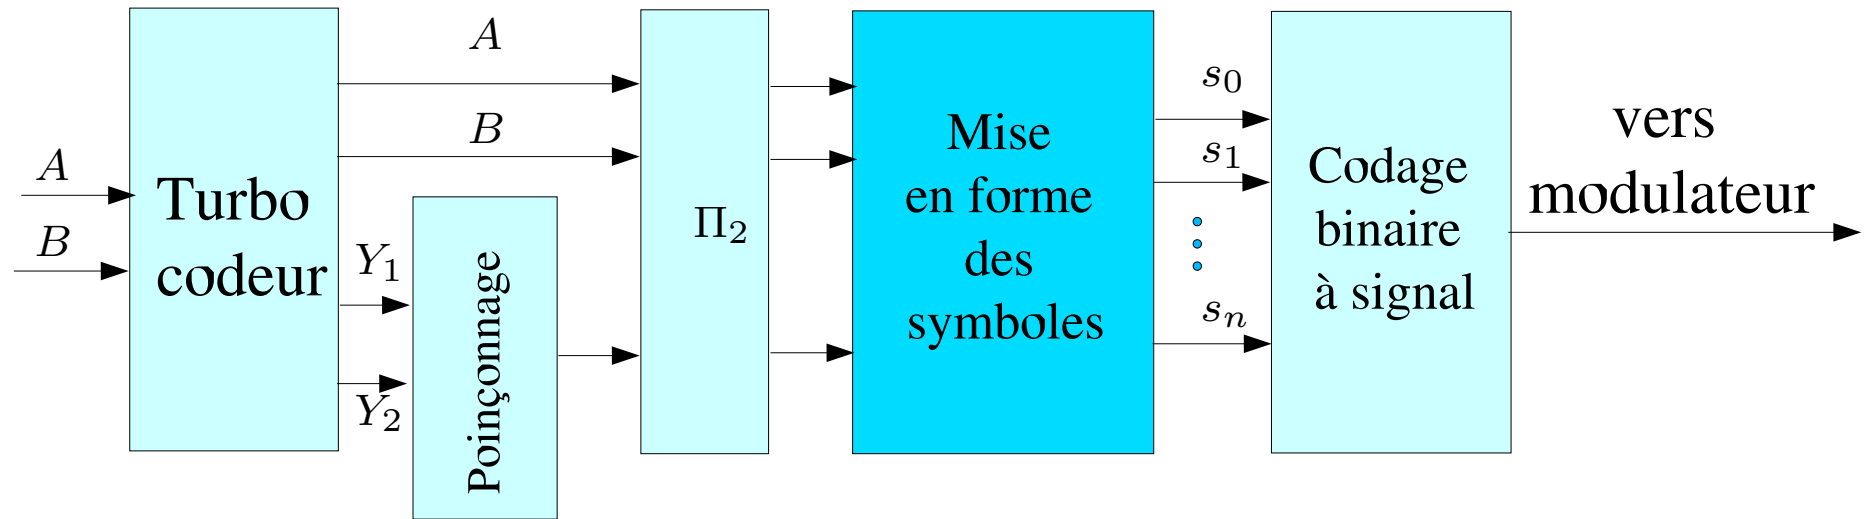 A
B
Turbo
codeur
A
B
Y₁
Y₂
Poinçonnage
Π₂
Mise
en forme
des
symboles
s₀
s₁
sₙ
Codage
binaire
à signal
vers
modulateur